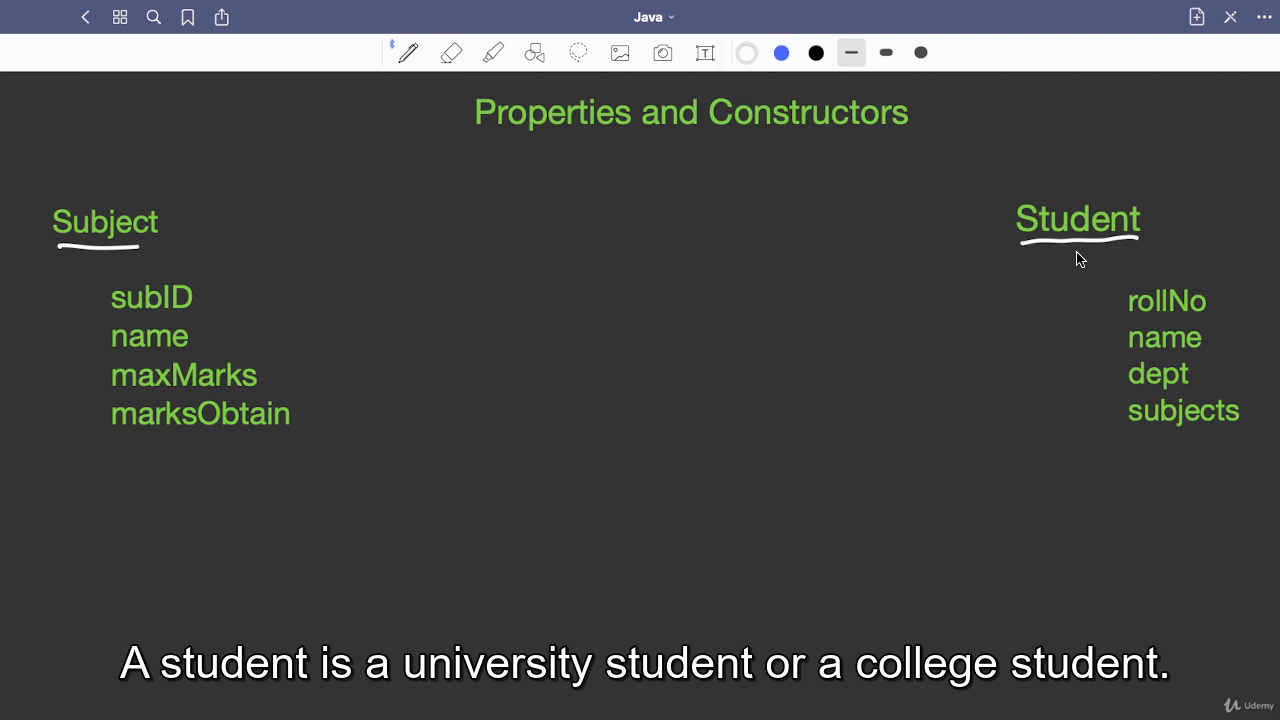 Java
Properties and Constructors
Subject
subID
name
maxMarks
marksObtain
Student
rollNo
name
dept
subjects
A student is a university student or a college student.
Udemy